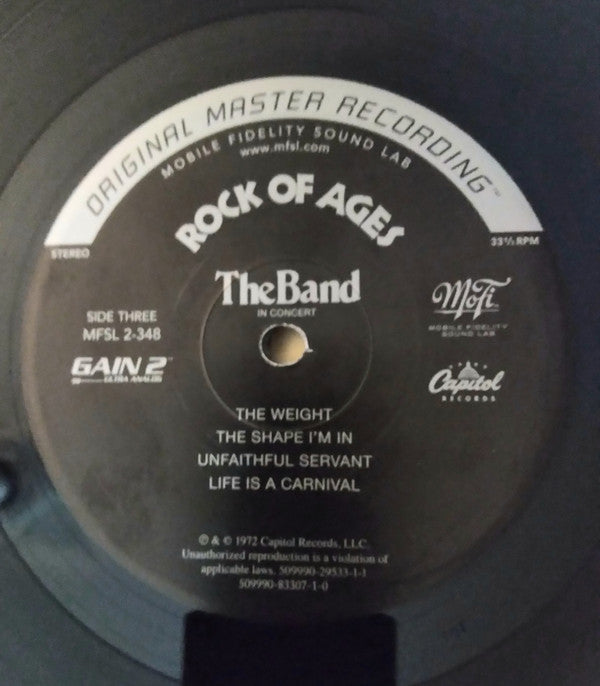 ORIGINAL MASTER RECORDING™
MOBILE FIDELITY SOUND LAB
www.mfsl.com
ROCK OF AGES
STEREO
33⅓ RPM
The Band
IN CONCERT
SIDE THREE
MFSL 2-348
GAIN 2™
ULTRA ANALOG
MoFi
MOBILE FIDELITY
SOUND LAB
Capitol
RECORDS
THE WEIGHT
THE SHAPE I'M IN
UNFAITHFUL SERVANT
LIFE IS A CARNIVAL
℗ & © 1972 Capitol Records, LLC.
Unauthorized reproduction is a violation of
applicable laws. 509990-29533-1-1
509990-83307-1-0